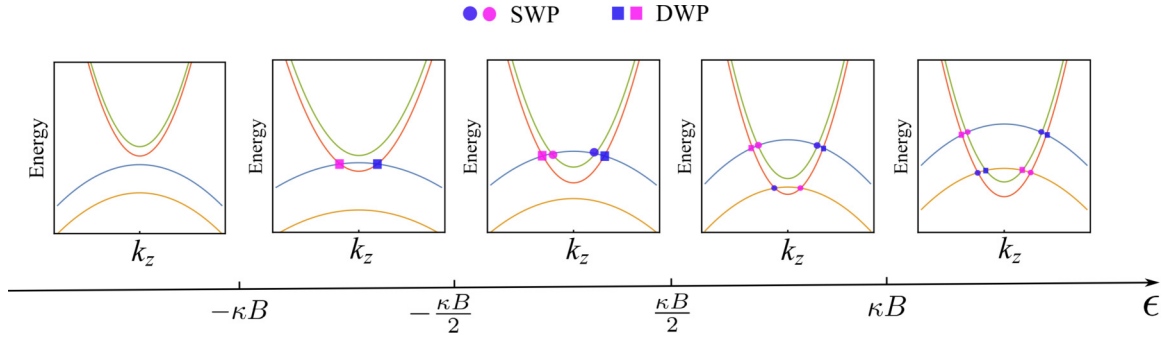 SWP DWP
Energy Energy Energy Energy Energy
k_z k_z k_z k_z k_z
−κB −κB/2 κB/2 κB ϵ